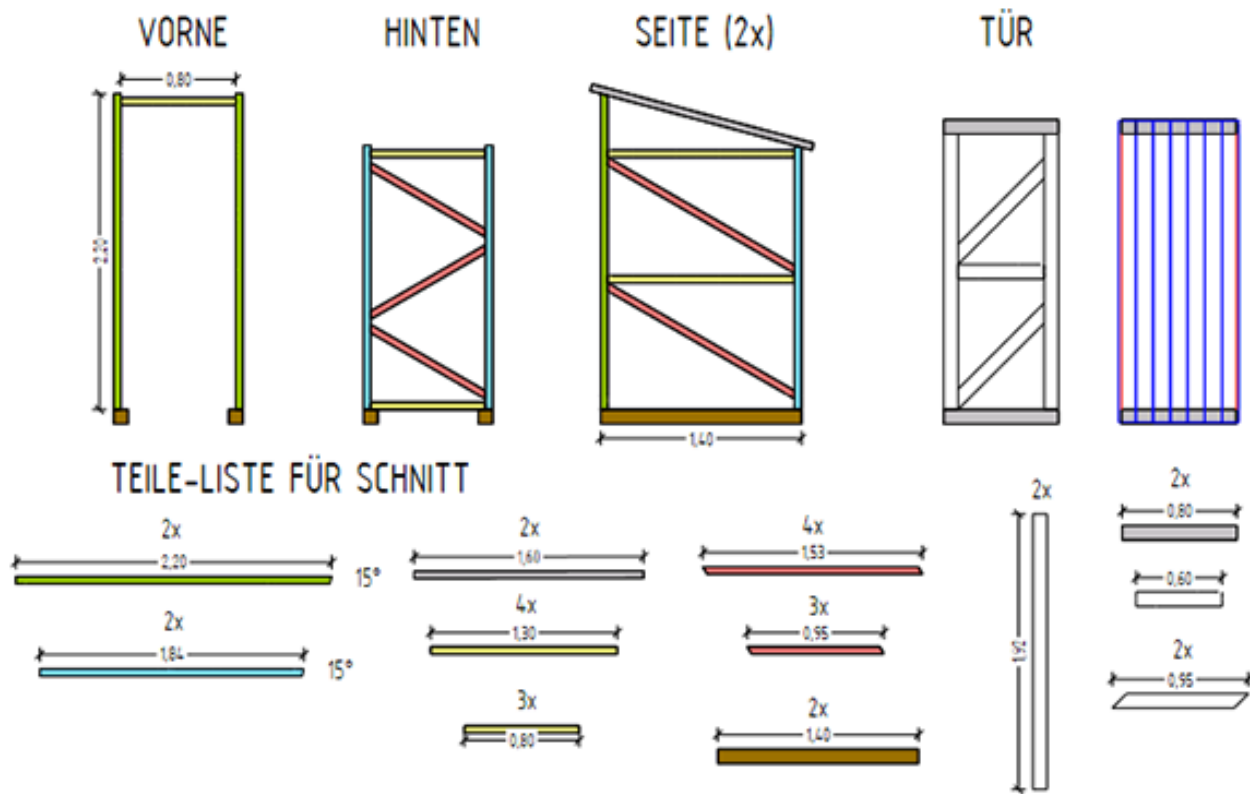 VORNE
HINTEN
SEITE (2x)
TÜR
0,80
2,20
1,40
TEILE-LISTE FÜR SCHNITT
2x
2,20
15°
2x
1,60
4x
1,53
2x
1,92
2x
0,80
0,60
2x
1,84
15°
4x
1,30
3x
0,95
2x
0,95
3x
0,80
2x
1,40